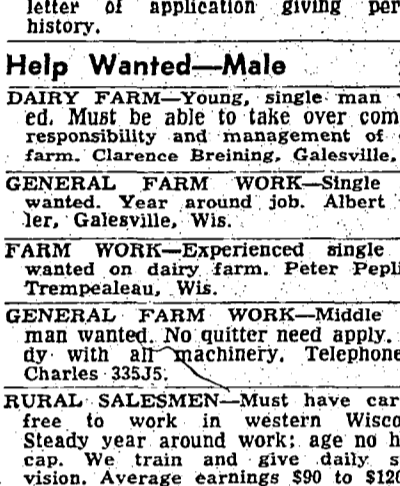 letter of application giving per
history.
Help Wanted—Male
DAIRY FARM—Young, single man
ed. Must be able to take over com
responsibility and management of
farm. Clarence Breining, Galesville,
GENERAL FARM WORK—Single
wanted. Year around job. Albert
ler, Galesville, Wis.
FARM WORK—Experienced single
wanted on dairy farm. Peter Pepli
Trempealeau, Wis.
GENERAL FARM WORK—Middle
man wanted. No quitter need apply.
dy with all machinery. Telephone
Charles 335J5.
RURAL SALESMEN—Must have car
free to work in western Wisco
Steady year around work; age no h
cap. We train and give daily s
vision. Average earnings $90 to $120